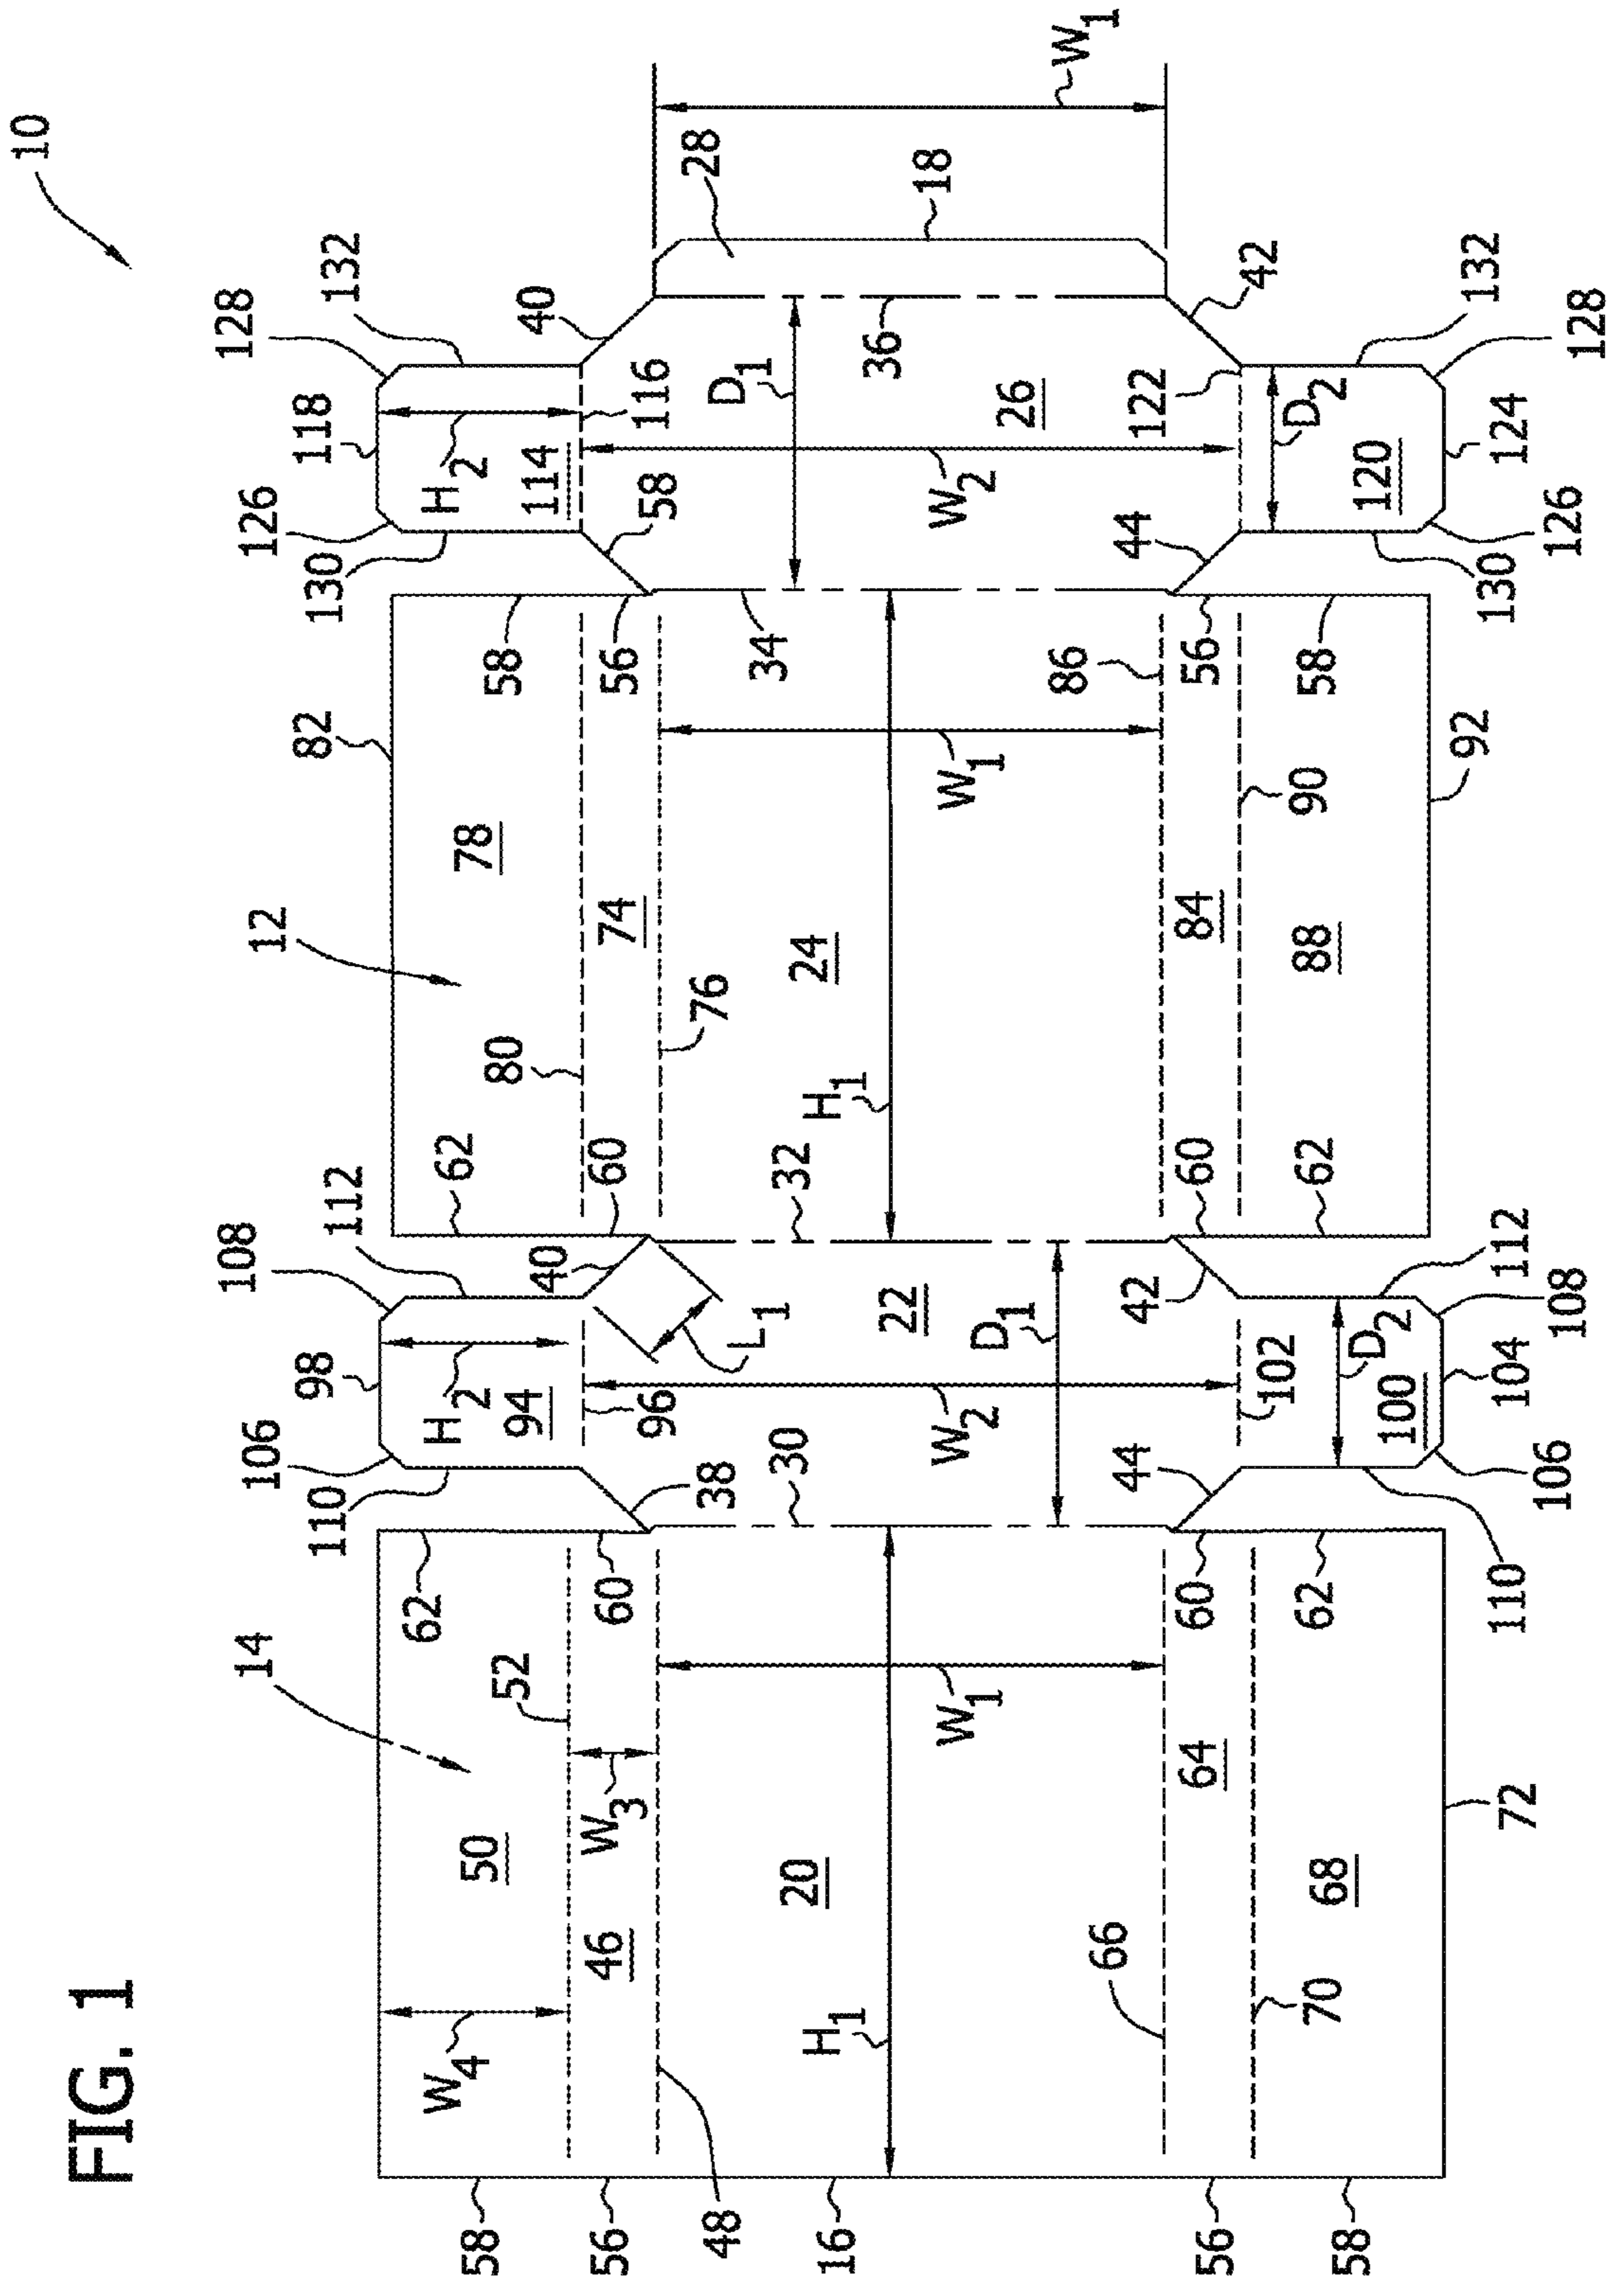 10
FIG. 1
14 106 108 12 126 128
110 98 112 82 130 118 132
62
W4 H2 62 H2
58 50 94 80 78 58 114 40
52 40
56 46 W3 60 60 74 56 58 116
96
48 38 76 28
L1 34 D1
20 30 32 24
16 H1 H1 36
22 18
W1 W2 W1 W2
D1 26
86 W1
66 44 42 44 122
56 64 60 60 84 56 42
102
70 62 62 90 58 D2
58 68 D2 88
100 120
72 110 104 112 92 130 124 132
106 108 126 128